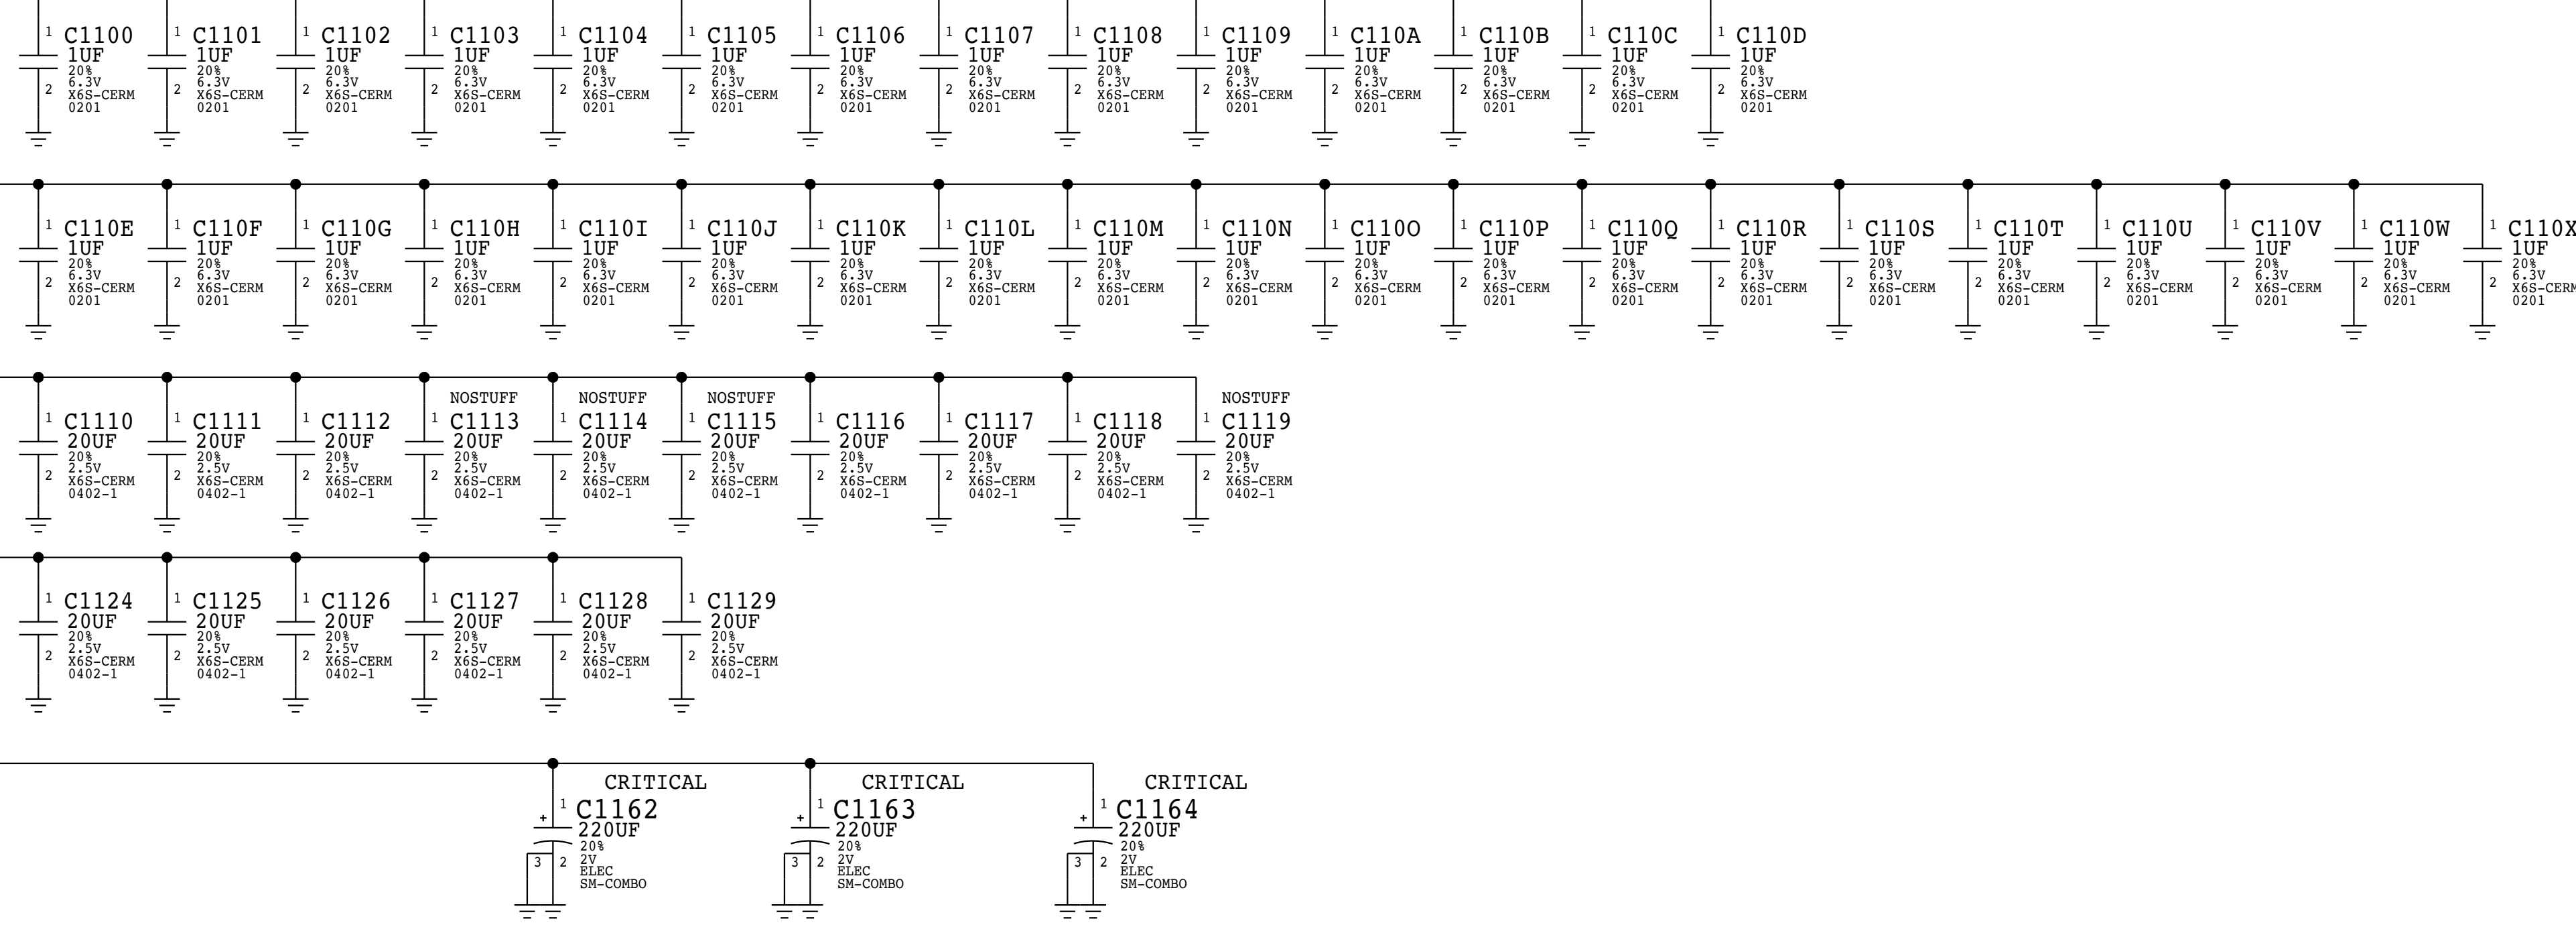 1 C1100 1 C1101 1 C1102 1 C1103 1 C1104 1 C1105 1 C1106 1 C1107 1 C1108 1 C1109 1 C110A 1 C110B 1 C110C 1 C110D
1UF 1UF 1UF 1UF 1UF 1UF 1UF 1UF 1UF 1UF 1UF 1UF 1UF 1UF
20% 20% 20% 20% 20% 20% 20% 20% 20% 20% 20% 20% 20% 20%
6.3V 6.3V 6.3V 6.3V 6.3V 6.3V 6.3V 6.3V 6.3V 6.3V 6.3V 6.3V 6.3V 6.3V
2 X6S-CERM 2 X6S-CERM 2 X6S-CERM 2 X6S-CERM 2 X6S-CERM 2 X6S-CERM 2 X6S-CERM 2 X6S-CERM 2 X6S-CERM 2 X6S-CERM 2 X6S-CERM 2 X6S-CERM 2 X6S-CERM 2 X6S-CERM
0201 0201 0201 0201 0201 0201 0201 0201 0201 0201 0201 0201 0201 0201
1 C110E 1 C110F 1 C110G 1 C110H 1 C110I 1 C110J 1 C110K 1 C110L 1 C110M 1 C110N 1 C110O 1 C110P 1 C110Q 1 C110R 1 C110S 1 C110T 1 C110U 1 C110V 1 C110W 1 C110X
1UF 1UF 1UF 1UF 1UF 1UF 1UF 1UF 1UF 1UF 1UF 1UF 1UF 1UF 1UF 1UF 1UF 1UF 1UF 1UF
20% 20% 20% 20% 20% 20% 20% 20% 20% 20% 20% 20% 20% 20% 20% 20% 20% 20% 20% 20%
6.3V 6.3V 6.3V 6.3V 6.3V 6.3V 6.3V 6.3V 6.3V 6.3V 6.3V 6.3V 6.3V 6.3V 6.3V 6.3V 6.3V 6.3V 6.3V 6.3V
2 X6S-CERM 2 X6S-CERM 2 X6S-CERM 2 X6S-CERM 2 X6S-CERM 2 X6S-CERM 2 X6S-CERM 2 X6S-CERM 2 X6S-CERM 2 X6S-CERM 2 X6S-CERM 2 X6S-CERM 2 X6S-CERM 2 X6S-CERM 2 X6S-CERM 2 X6S-CERM 2 X6S-CERM 2 X6S-CERM 2 X6S-CERM 2 X6S-CER
0201 0201 0201 0201 0201 0201 0201 0201 0201 0201 0201 0201 0201 0201 0201 0201 0201 0201 0201 0201
NOSTUFF NOSTUFF NOSTUFF NOSTUFF
1 C1110 1 C1111 1 C1112 1 C1113 1 C1114 1 C1115 1 C1116 1 C1117 1 C1118 1 C1119
20UF 20UF 20UF 20UF 20UF 20UF 20UF 20UF 20UF 20UF
20% 20% 20% 20% 20% 20% 20% 20% 20% 20%
2.5V 2.5V 2.5V 2.5V 2.5V 2.5V 2.5V 2.5V 2.5V 2.5V
2 X6S-CERM 2 X6S-CERM 2 X6S-CERM 2 X6S-CERM 2 X6S-CERM 2 X6S-CERM 2 X6S-CERM 2 X6S-CERM 2 X6S-CERM 2 X6S-CERM
0402-1 0402-1 0402-1 0402-1 0402-1 0402-1 0402-1 0402-1 0402-1 0402-1
1 C1124 1 C1125 1 C1126 1 C1127 1 C1128 1 C1129
20UF 20UF 20UF 20UF 20UF 20UF
20% 20% 20% 20% 20% 20%
2.5V 2.5V 2.5V 2.5V 2.5V 2.5V
2 X6S-CERM 2 X6S-CERM 2 X6S-CERM 2 X6S-CERM 2 X6S-CERM 2 X6S-CERM
0402-1 0402-1 0402-1 0402-1 0402-1 0402-1
CRITICAL CRITICAL CRITICAL
1 C1162 1 C1163 1 C1164
+ 220UF + 220UF + 220UF
20% 20% 20%
3 2 2V 3 2 2V 3 2 2V
ELEC ELEC ELEC
SM-COMBO SM-COMBO SM-COMBO